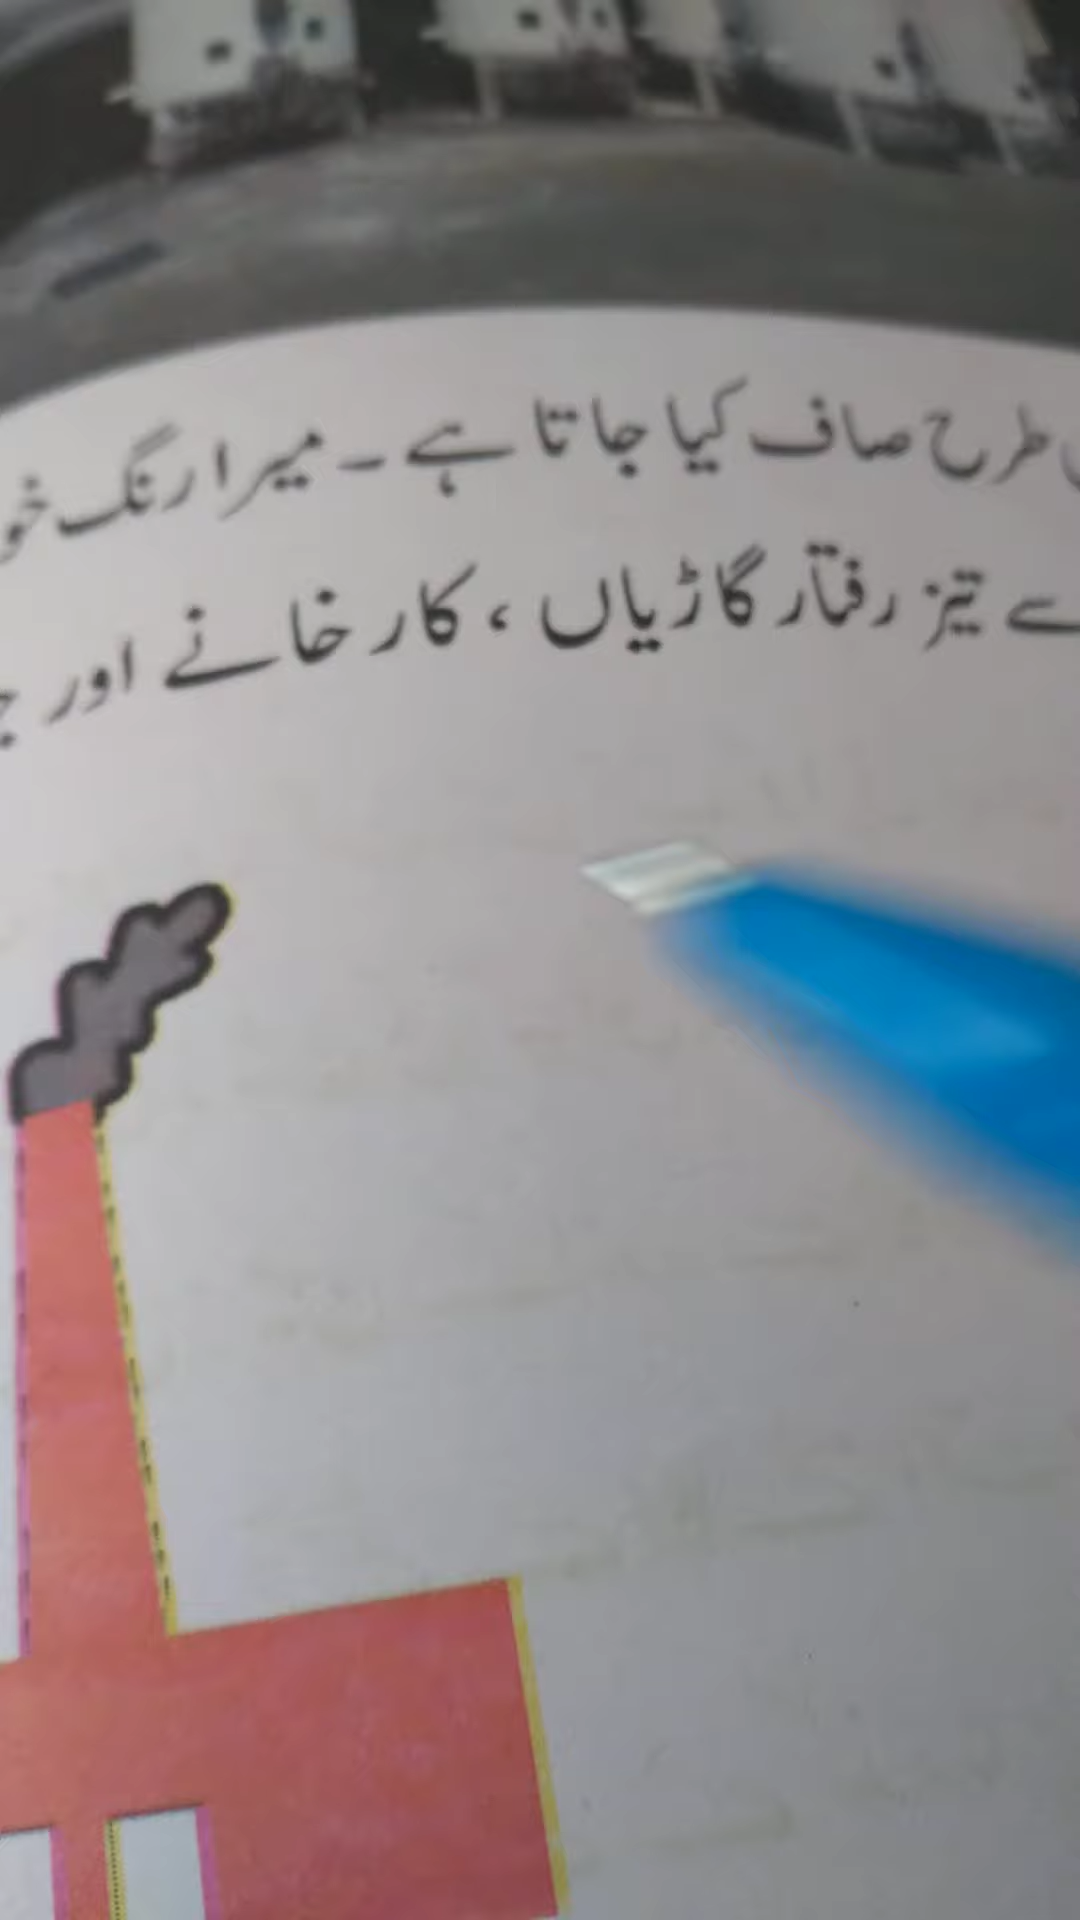 طرح صاف کیا جاتا ہے ۔ میرا رنگ
تیز رفتار گاڑیاں ، کارخانے اور